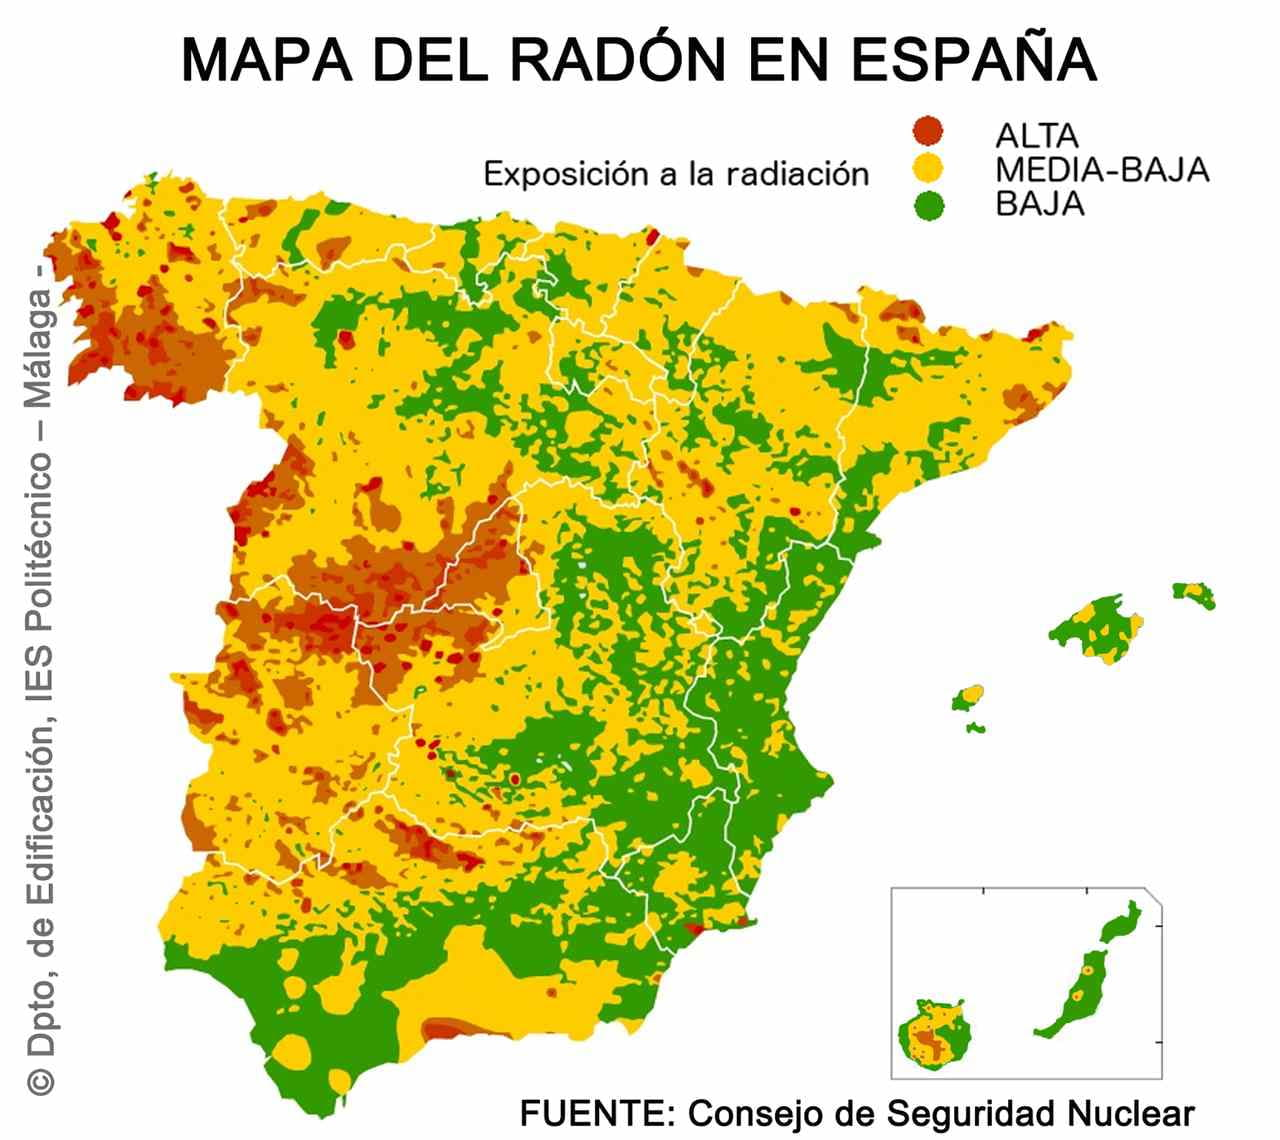 MAPA DEL RADÓN EN ESPAÑA
Exposición a la radiación
ALTA
MEDIA-BAJA
BAJA
© Dpto, de Edificación, IES Politécnico – Málaga -
FUENTE: Consejo de Seguridad Nuclear